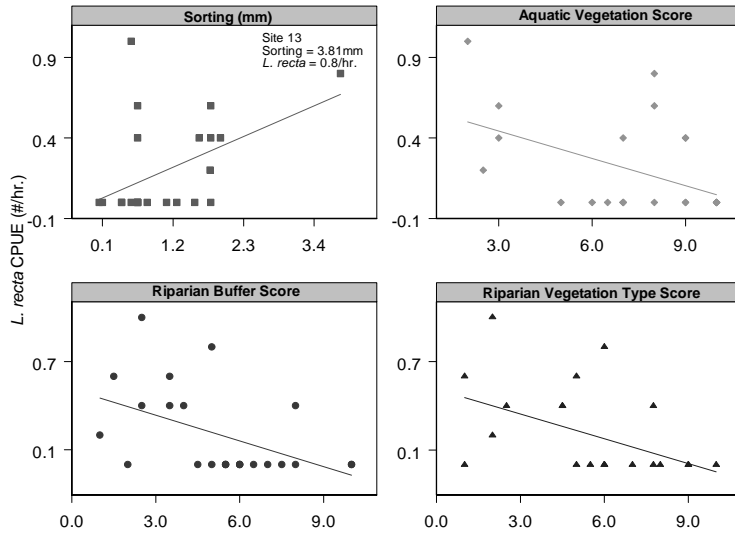 Sorting (mm)
Aquatic Vegetation Score
Site 13
Sorting = 3.81mm
L. recta = 0.8/hr.
0.9
0.4
-0.1
0.1 1.2 2.3 3.4
0.9
0.4
-0.1
3.0 6.0 9.0
L. recta CPUE (#/hr.)
Riparian Buffer Score
Riparian Vegetation Type Score
0.7
0.1
0.0 3.0 6.0 9.0
0.7
0.1
0.0 3.0 6.0 9.0